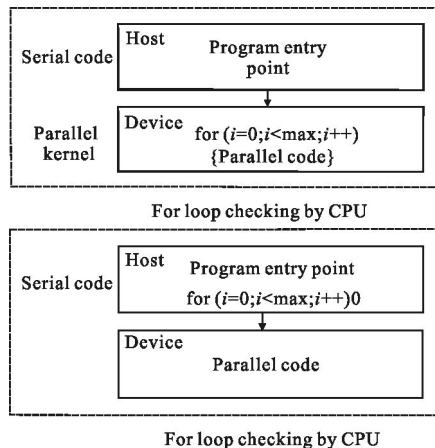 Host
Serial code
Program entry
point
Device
Parallel
kernel
for (i=0;i<max;i++)
{Parallel code}
For loop checking by CPU
Host
Program entry point
Serial code
for (i=0;i<max;i++)0
Device
Parallel code
For loop checking by CPU